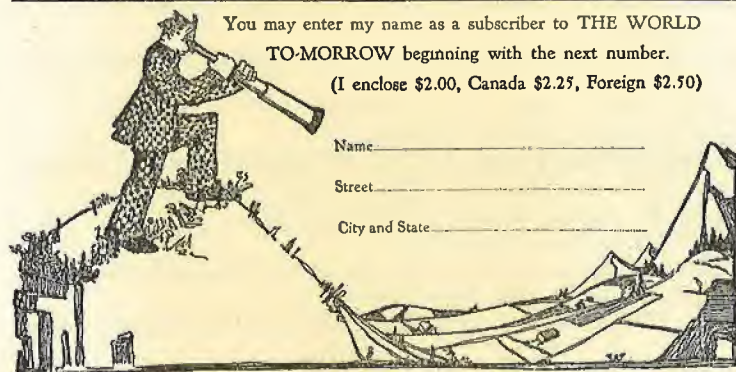 You may enter my name as a subscriber to THE WORLD
TO-MORROW beginning with the next number.
(I enclose $2.00, Canada $2.25, Foreign $2.50)
Name
Street
City and State